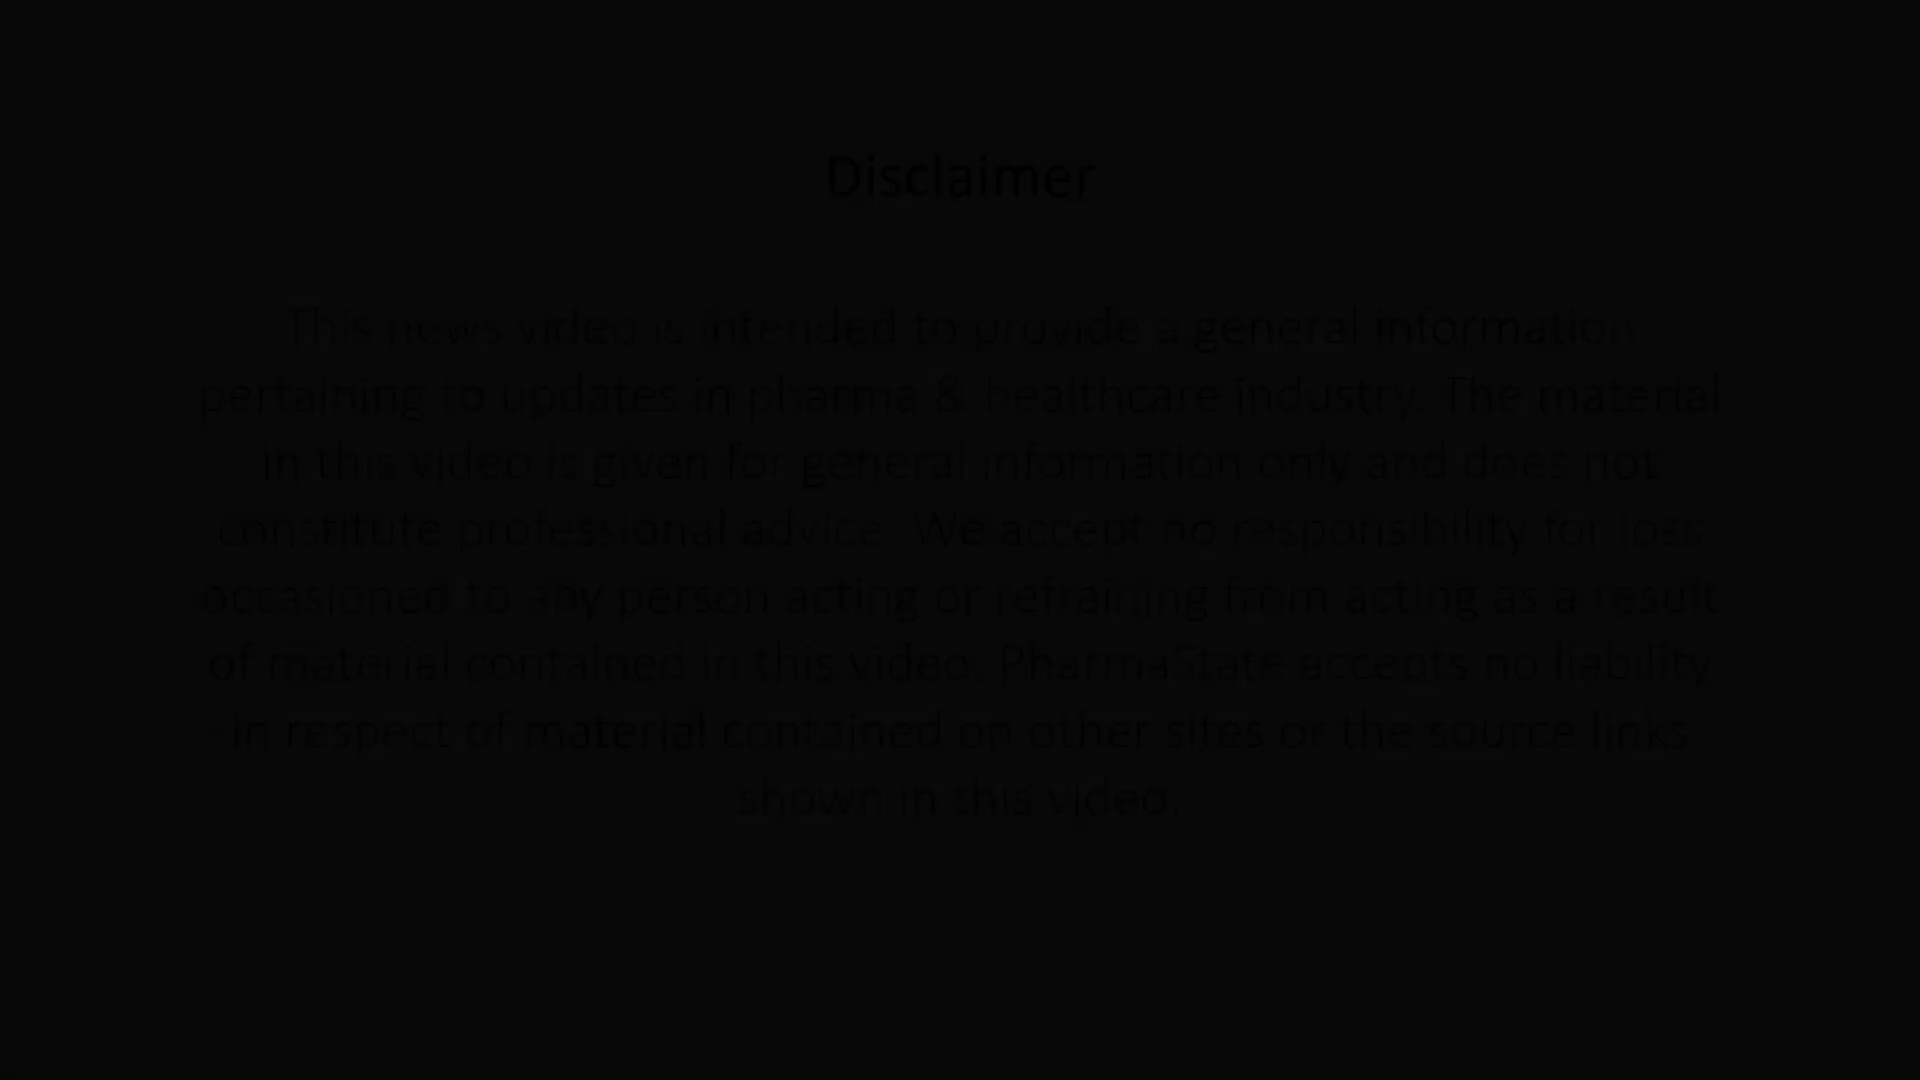 Disclaimer
This news video is intended to provide a general information
pertaining to updates in pharma & healthcare industry. The material
in this video is given for general information only and does not
constitute professional advice. We accept no responsibility for loss
occasioned to any person acting or refraining from acting as a result
of material contained in this video. PharmaState accepts no liability
in respect of material contained on other sites or the source links
shown in this video.